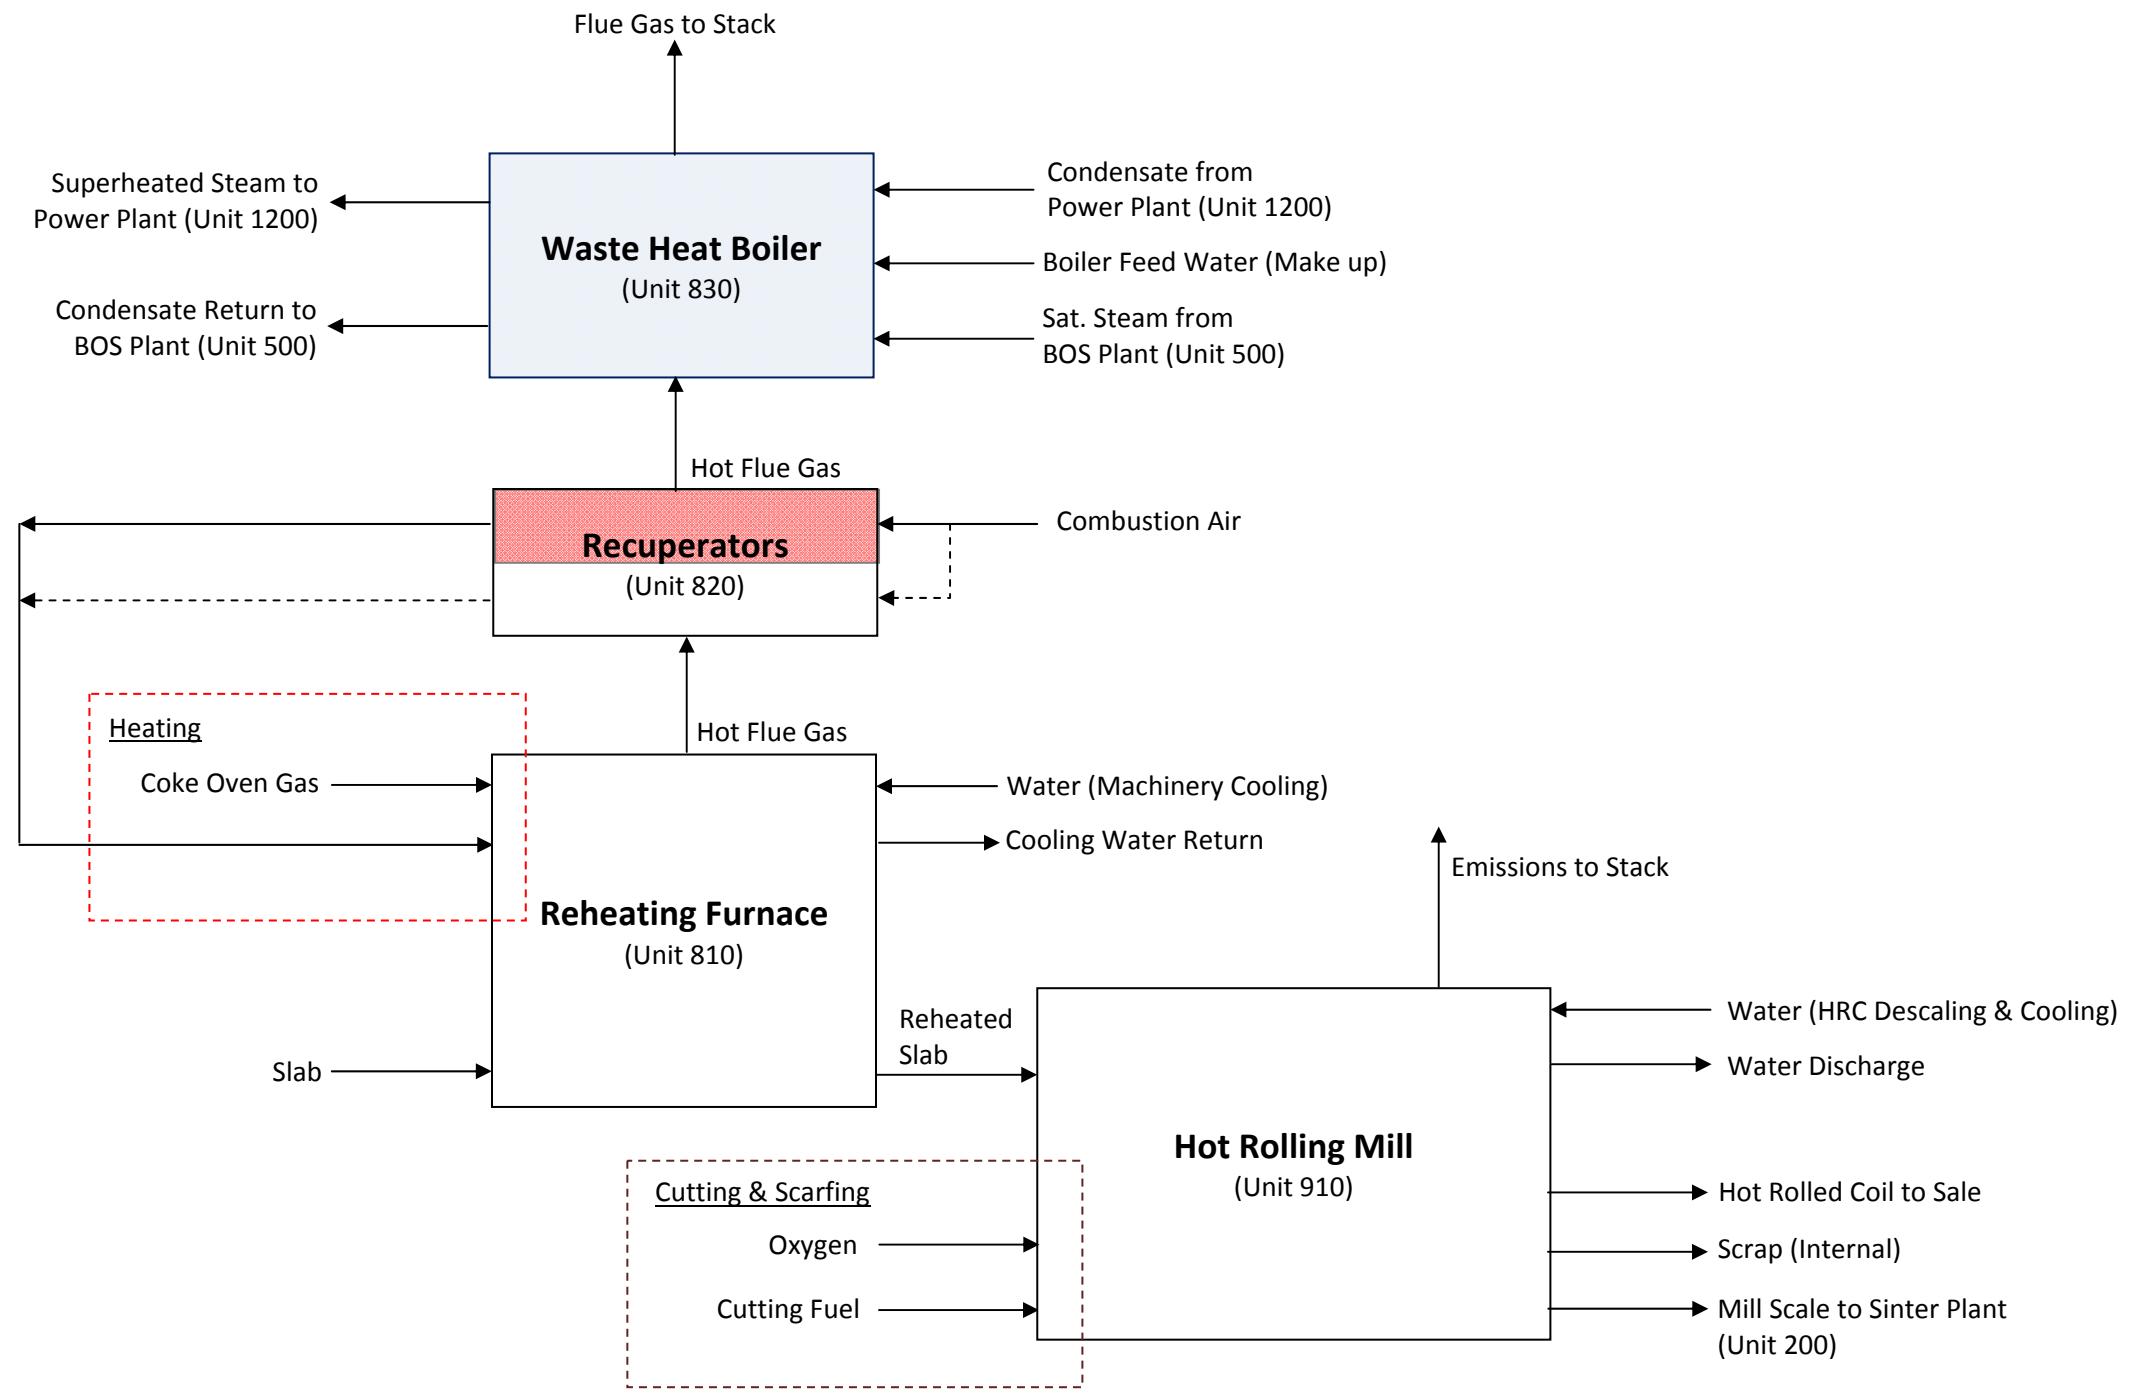 Flue Gas to Stack
Superheated Steam to
Power Plant (Unit 1200)
Condensate Return to
BOS Plant (Unit 500)
Waste Heat Boiler
(Unit 830)
Condensate from
Power Plant (Unit 1200)
Boiler Feed Water (Make up)
Sat. Steam from
BOS Plant (Unit 500)
Hot Flue Gas
Recuperators
(Unit 820)
Combustion Air
Hot Flue Gas
Heating
Coke Oven Gas
Water (Machinery Cooling)
Cooling Water Return
Reheating Furnace
(Unit 810)
Slab
Reheated
Slab
Emissions to Stack
Water (HRC Descaling & Cooling)
Water Discharge
Hot Rolling Mill
(Unit 910)
Cutting & Scarfing
Oxygen
Cutting Fuel
Hot Rolled Coil to Sale
Scrap (Internal)
Mill Scale to Sinter Plant
(Unit 200)